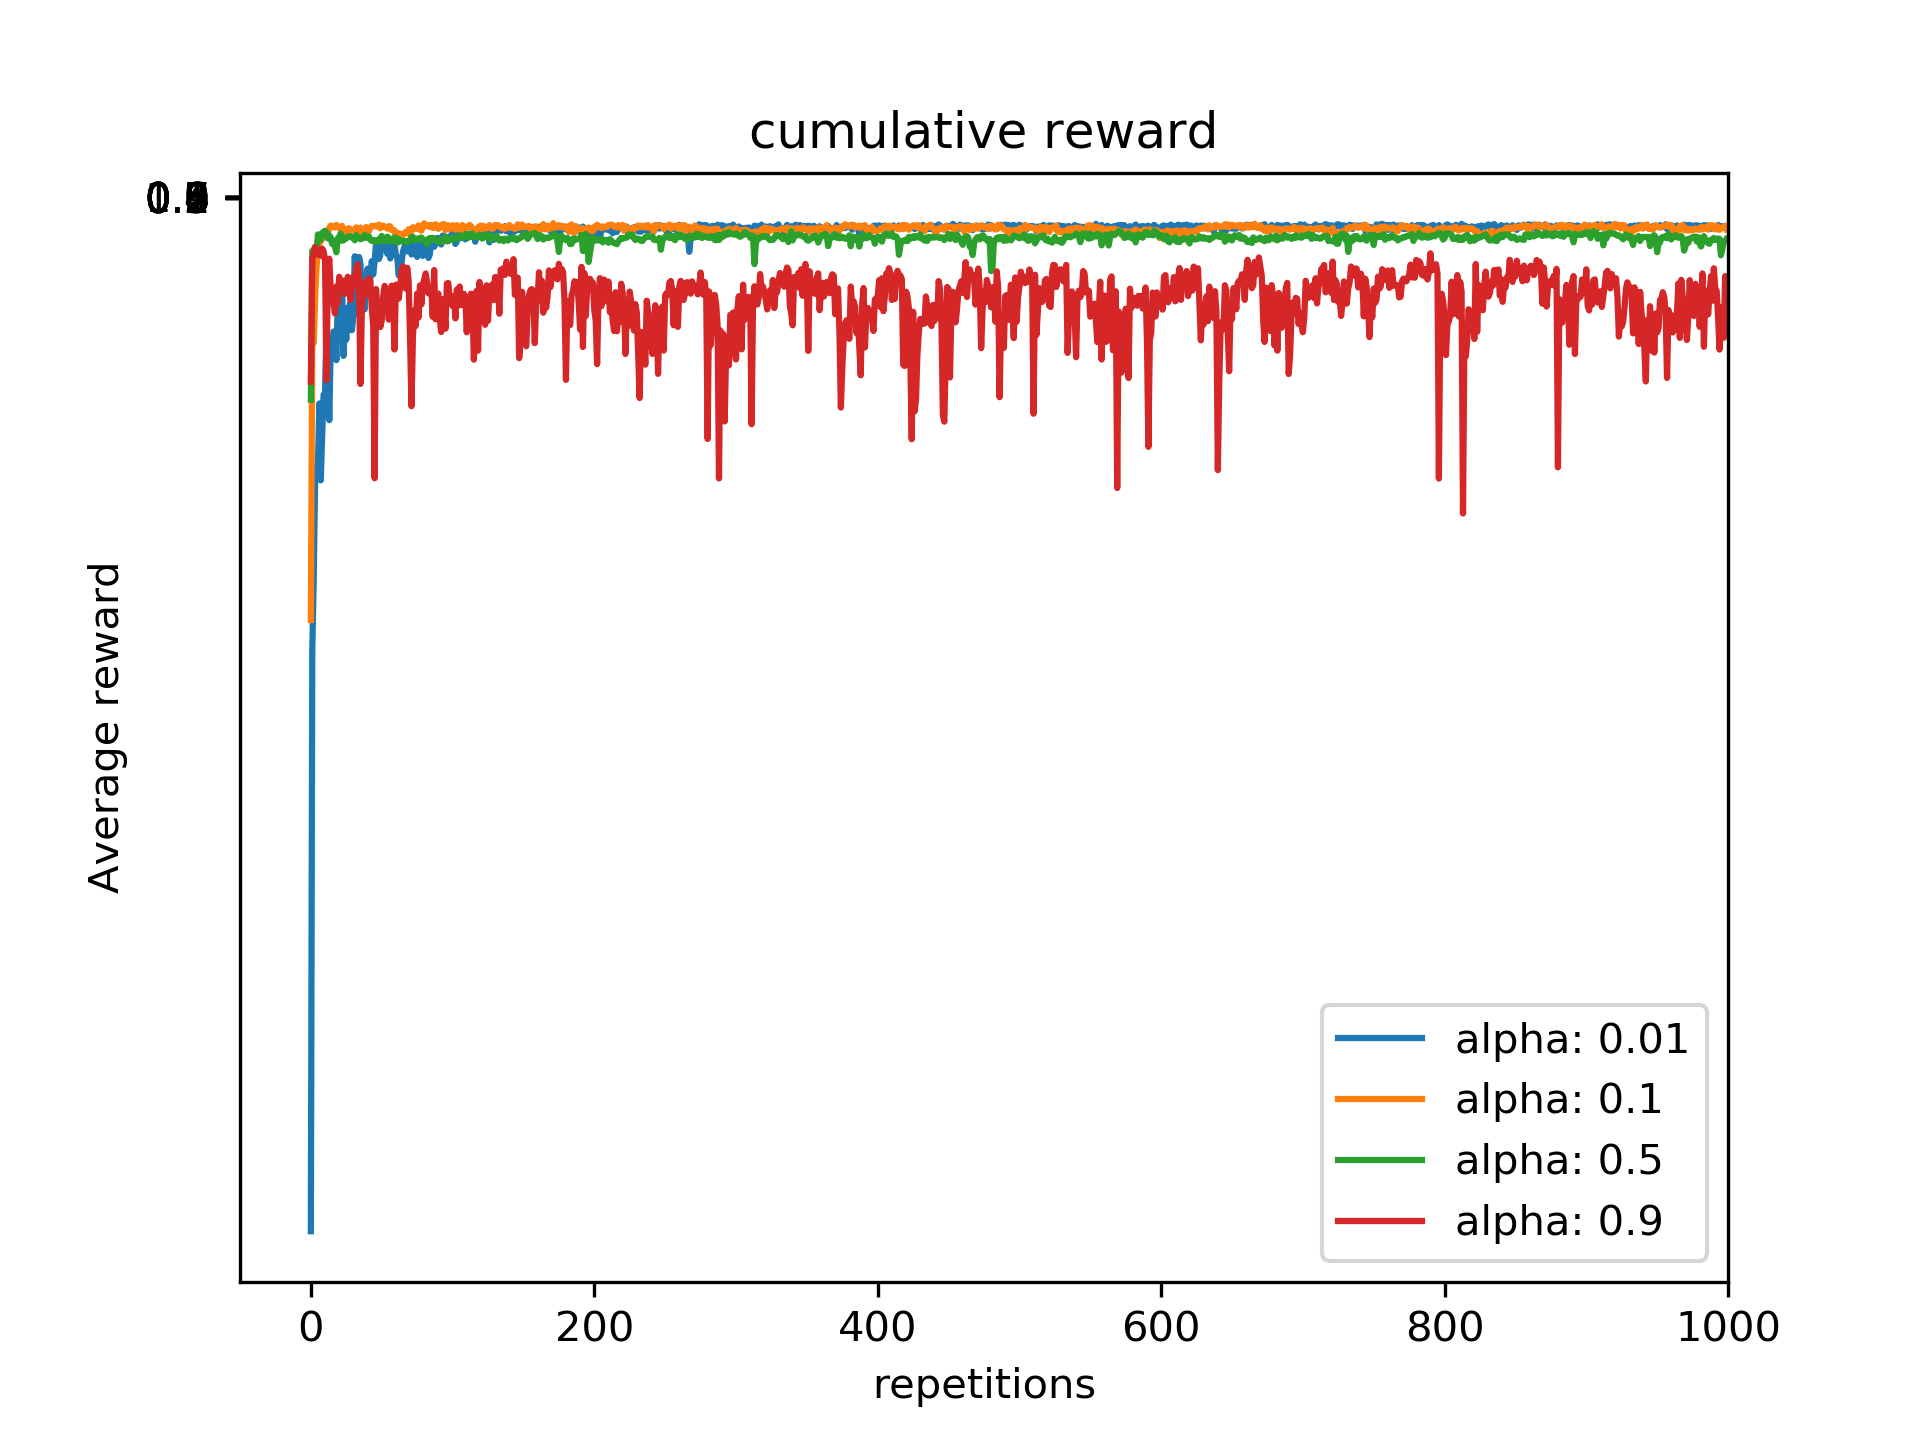 cumulative reward
Average reward
alpha: 0.01
alpha: 0.1
alpha: 0.5
alpha: 0.9
0 200 400 600 800 1000
repetitions